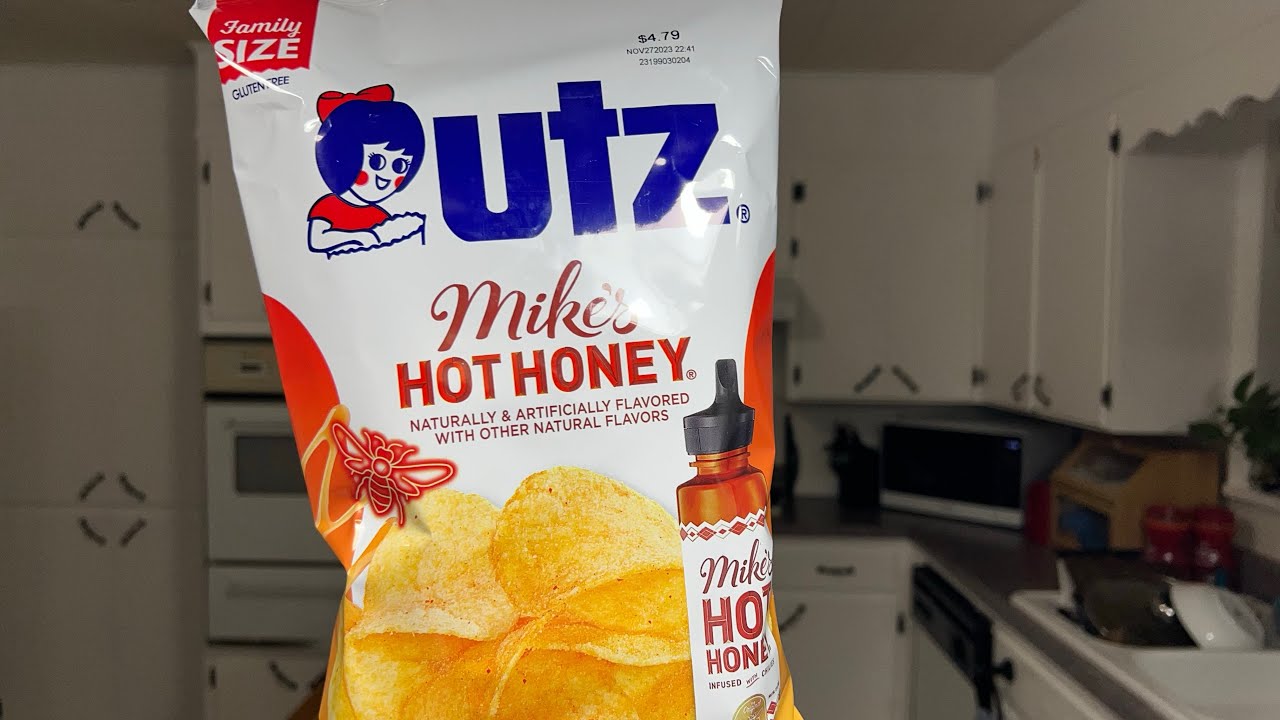 Family
SIZE
GLUTEN FREE
$4.79
NOV272023 22:41
23199030204
utz®
Mike's
HOT HONEY®
NATURALLY & ARTIFICIALLY FLAVORED
WITH OTHER NATURAL FLAVORS
Mike's
HOT
HONEY
INFUSED WITH CHILIES